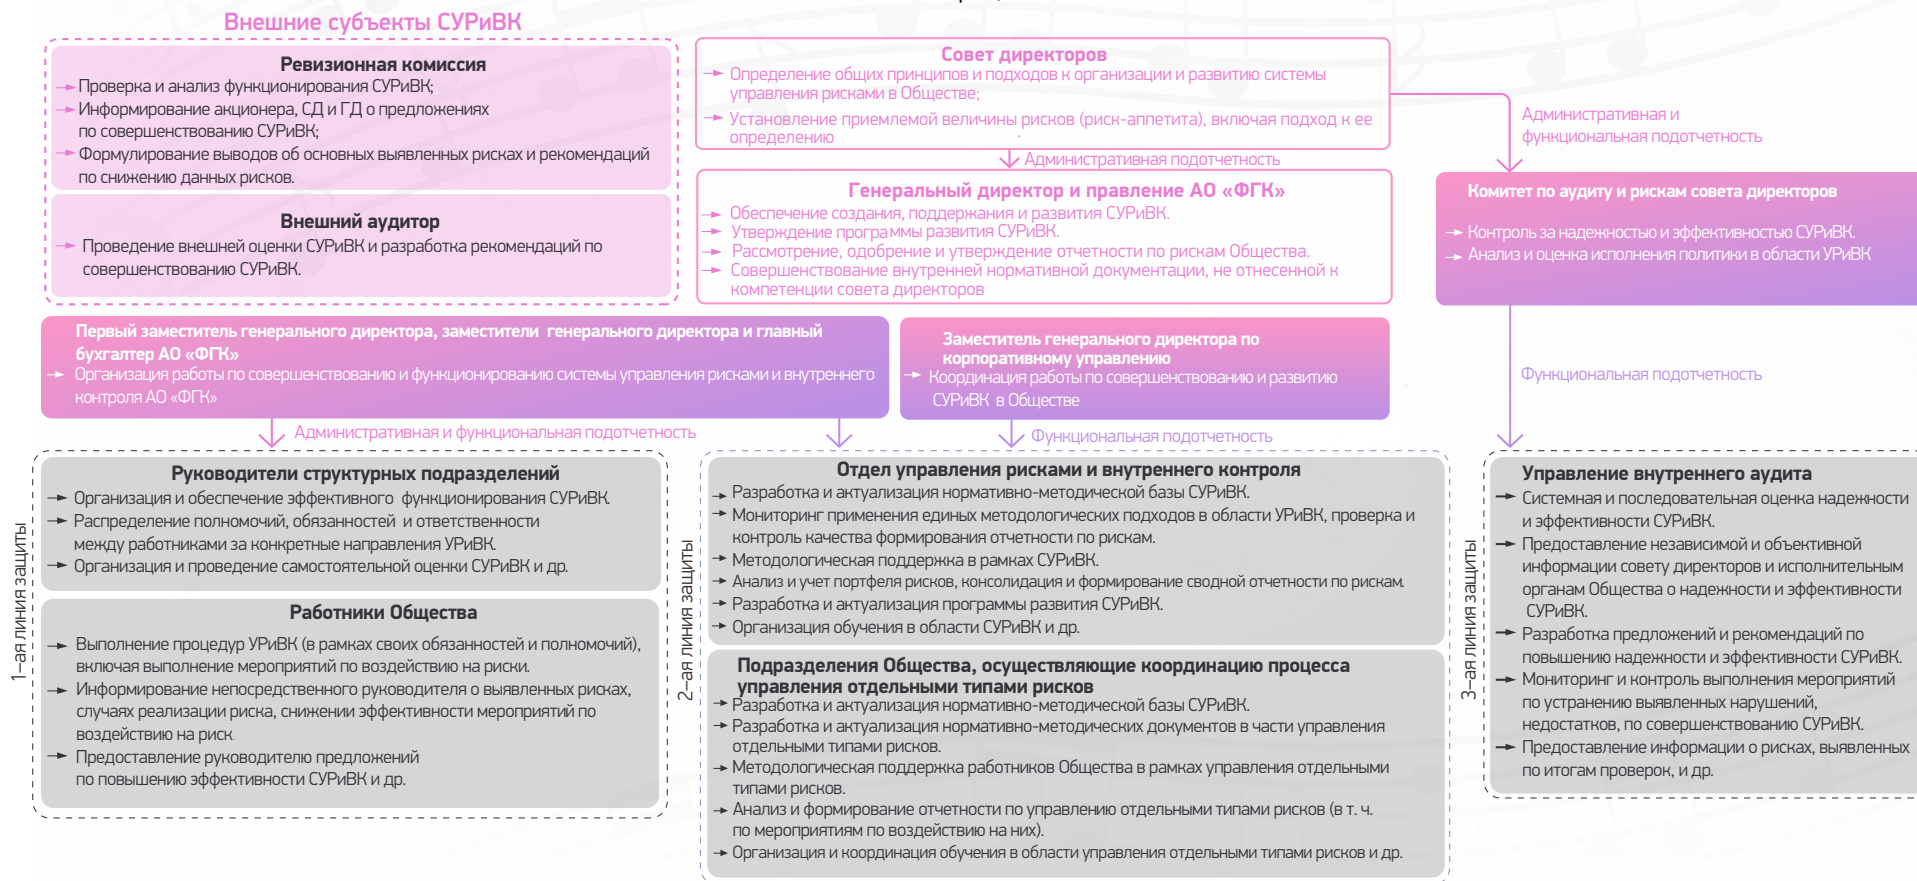 Внешние субъекты СУРиВК
Ревизионная комиссия
Проверка и анализ функционирования СУРиВК;
Информирование акционера, СД и ГД о предложениях
по совершенствованию СУРиВК;
Формулирование выводов об основных выявленных рисках и рекомендаций
по снижению данных рисков.
Внешний аудитор
Проведение внешней оценки СУРиВК и разработка рекомендаций по
совершенствованию СУРиВК.
Совет директоров
Определение общих принципов и подходов к организации и развитию системы
управления рисками в Обществе;
Установление приемлемой величины рисков (риск-аппетита), включая подход к ее
определению
Административная подотчетность
Генеральный директор и правление АО «ФГК»
Обеспечение создания, поддержания и развития СУРиВК.
Утверждение программы развития СУРиВК.
Рассмотрение, одобрение и утверждение отчетности по рискам Общества.
Совершенствование внутренней нормативной документации, не отнесенной к
компетенции совета директоров
Административная и
функциональная подотчетность
Комитет по аудиту и рискам совета директоров
Контроль за надежностью и эффективностью СУРиВК.
Анализ и оценка исполнения политики в области УРиВК
Первый заместитель генерального директора, заместители генерального директора и главный
бухгалтер АО «ФГК»
Организация работы по совершенствованию и функционированию системы управления рисками и внутреннего
контроля АО «ФГК»
Заместитель генерального директора по
корпоративному управлению
Координация работы по совершенствованию и развитию
СУРиВК в Обществе
Функциональная подотчетность
Административная и функциональная подотчетность
Функциональная подотчетность
1–ая линия защиты
Руководители структурных подразделений
Организация и обеспечение эффективного функционирования СУРиВК.
Распределение полномочий, обязанностей и ответственности
между работниками за конкретные направления УРиВК.
Организация и проведение самостоятельной оценки СУРиВК и др.
Работники Общества
Выполнение процедур УРиВК (в рамках своих обязанностей и полномочий),
включая выполнение мероприятий по воздействию на риски.
Информирование непосредственного руководителя о выявленных рисках,
случаях реализации риска, снижении эффективности мероприятий по
воздействию на риск.
Предоставление руководителю предложений
по повышению эффективности СУРиВК и др.
2–ая линия защиты
Отдел управления рисками и внутреннего контроля
Разработка и актуализация нормативно-методической базы СУРиВК.
Мониторинг применения единых методологических подходов в области УРиВК, проверка и
контроль качества формирования отчетности по рискам.
Методологическая поддержка в рамках СУРиВК.
Анализ и учет портфеля рисков, консолидация и формирование сводной отчетности по рискам.
Разработка и актуализация программы развития СУРиВК.
Организация обучения в области СУРиВК и др.
Подразделения Общества, осуществляющие координацию процесса
управления отдельными типами рисков
Разработка и актуализация нормативно-методической базы СУРиВК.
Разработка и актуализация нормативно-методических документов в части управления
отдельными типами рисков.
Методологическая поддержка работников Общества в рамках управления отдельными
типами рисков.
Анализ и формирование отчетности по управлению отдельными типами рисков (в т. ч.
по мероприятиям по воздействию на них).
Организация и координация обучения в области управления отдельными типами рисков и др.
3–ая линия защиты
Управление внутреннего аудита
Системная и последовательная оценка надежности
и эффективности СУРиВК.
Предоставление независимой и объективной
информации совету директоров и исполнительным
органам Общества о надежности и эффективности
СУРиВК.
Разработка предложений и рекомендаций по
повышению надежности и эффективности СУРиВК.
Мониторинг и контроль выполнения мероприятий
по устранению выявленных нарушений,
недостатков, по совершенствованию СУРиВК.
Предоставление информации о рисках, выявленных
по итогам проверок, и др.